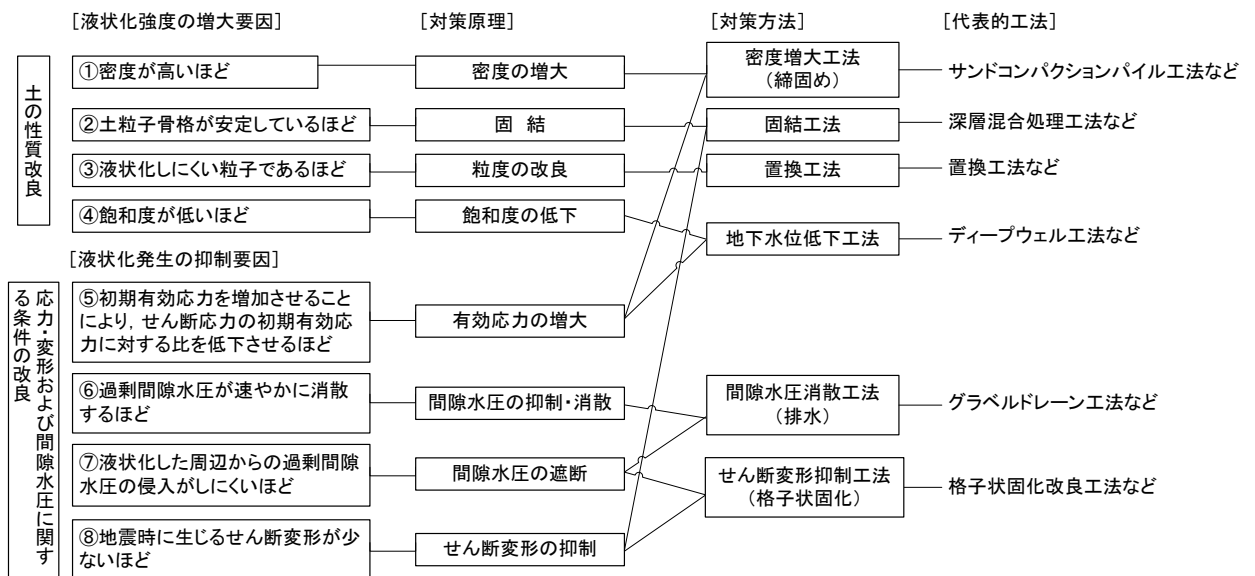 [液状化強度の増大要因]
[対策原理]
[対策方法]
[代表的工法]
土の性質改良
①密度が高いほど
密度の増大
密度増大工法
（締固め）
サンドコンパクションパイル工法など
②土粒子骨格が安定しているほど
固 結
固結工法
深層混合処理工法など
③液状化しにくい粒子であるほど
粒度の改良
置換工法
置換工法など
④飽和度が低いほど
飽和度の低下
地下水位低下工法
ディープウェル工法など
[液状化発生の抑制要因]
応力・変形および間隙水圧に関す
る条件の改良
⑤初期有効応力を増加させること
により，せん断応力の初期有効応
力に対する比を低下させるほど
有効応力の増大
⑥過剰間隙水圧が速やかに消散
するほど
間隙水圧の抑制・消散
間隙水圧消散工法
（排水）
グラベルドレーン工法など
⑦液状化した周辺からの過剰間隙
水圧の侵入がしにくいほど
間隙水圧の遮断
せん断変形抑制工法
（格子状固化）
格子状固化改良工法など
⑧地震時に生じるせん断変形が少
ないほど
せん断変形の抑制